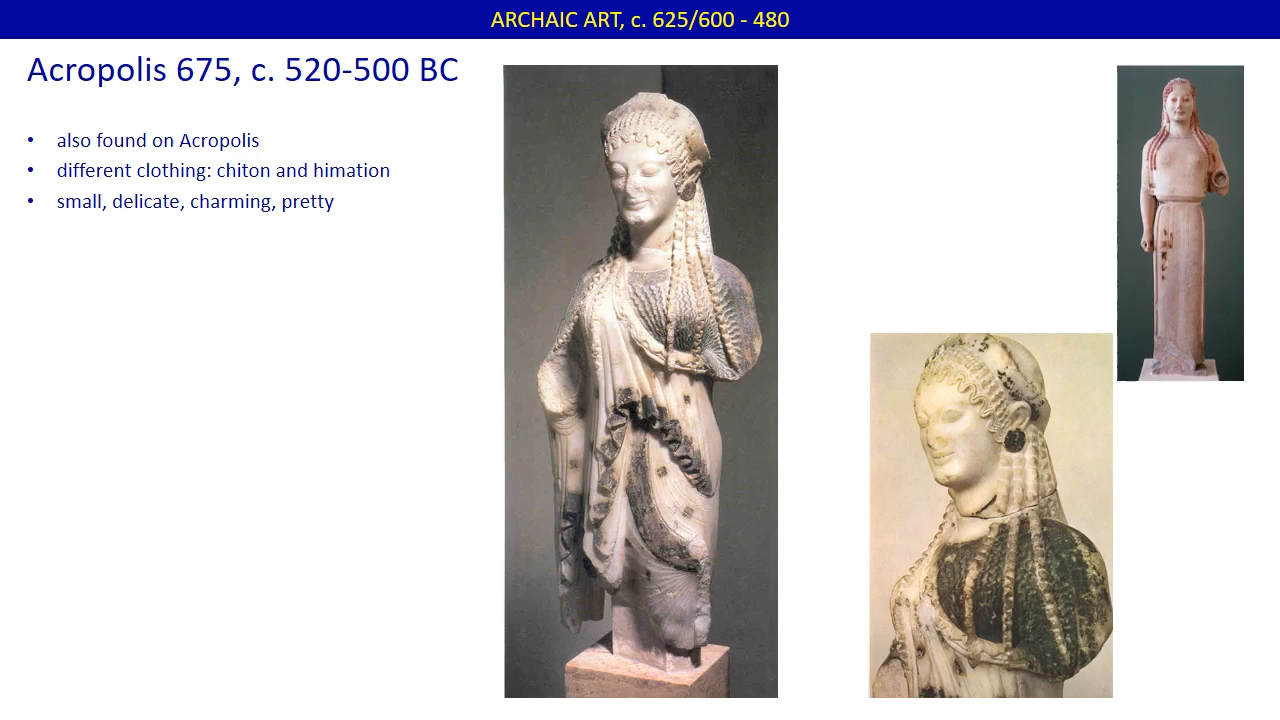 ARCHAIC ART, c. 625/600 - 480
Acropolis 675, c. 520-500 BC
• also found on Acropolis
• different clothing: chiton and himation
• small, delicate, charming, pretty